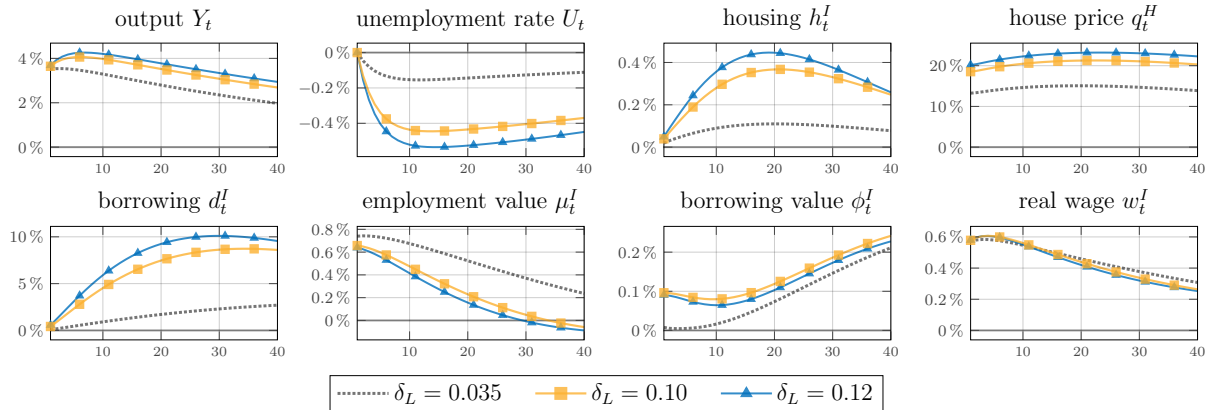 output Y_t
unemployment rate U_t
housing h_t^I
house price q_t^H
4 %
2 %
0 %
10 20 30 40
0 %
−0.4 %
10 20 30 40
0.4 %
0.2 %
0 %
10 20 30 40
20 %
10 %
0 %
10 20 30 40
borrowing d_t^I
employment value μ_t^I
borrowing value ϕ_t^I
real wage w_t^I
10 %
5 %
0 %
10 20 30 40
0.8 %
0.6 %
0.4 %
0.2 %
0 %
10 20 30 40
0.2 %
0.1 %
0 %
10 20 30 40
0.6 %
0.4 %
0.2 %
0 %
10 20 30 40
δ_L = 0.035 δ_L = 0.10 δ_L = 0.12